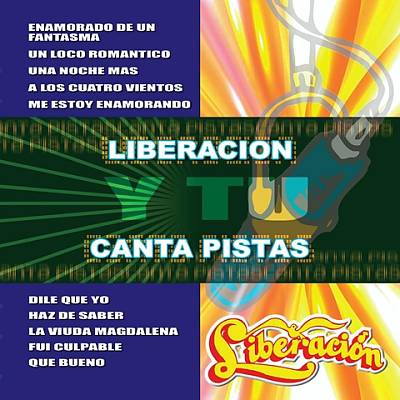 ENAMORADO DE UN
FANTASMA
UN LOCO ROMANTICO
UNA NOCHE MAS
A LOS CUATRO VIENTOS
ME ESTOY ENAMORANDO
LIBERACION
Y TU
CANTA PISTAS
DILE QUE YO
HAZ DE SABER
LA VIUDA MAGDALENA
FUI CULPABLE
QUE BUENO
Liberación